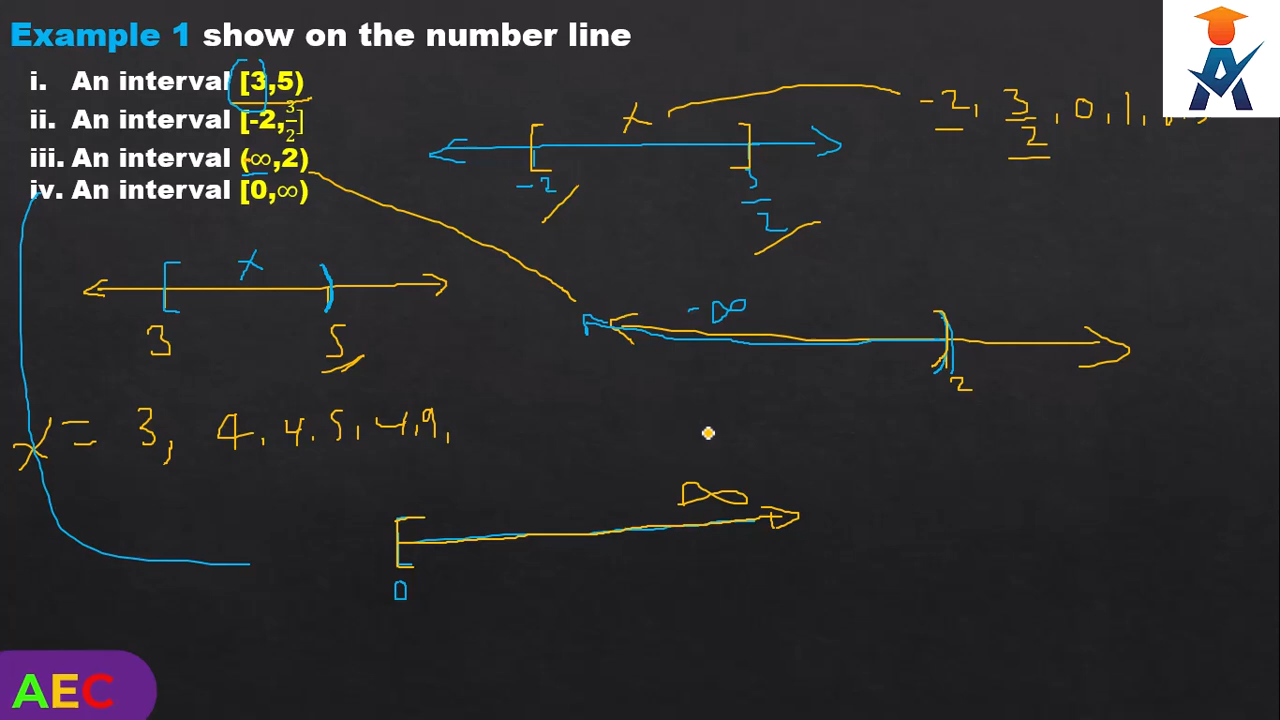 Example 1 show on the number line
i. An interval [3,5)
ii. An interval [-2, 3/2]
iii. An interval (-∞,2)
iv. An interval [0,∞)
x
-2, 3/2, 0, 1,
-2
3/2
x
3
5
-∞
2
x = 3, 4, 4.5, 4.9,
∞
0
AEC